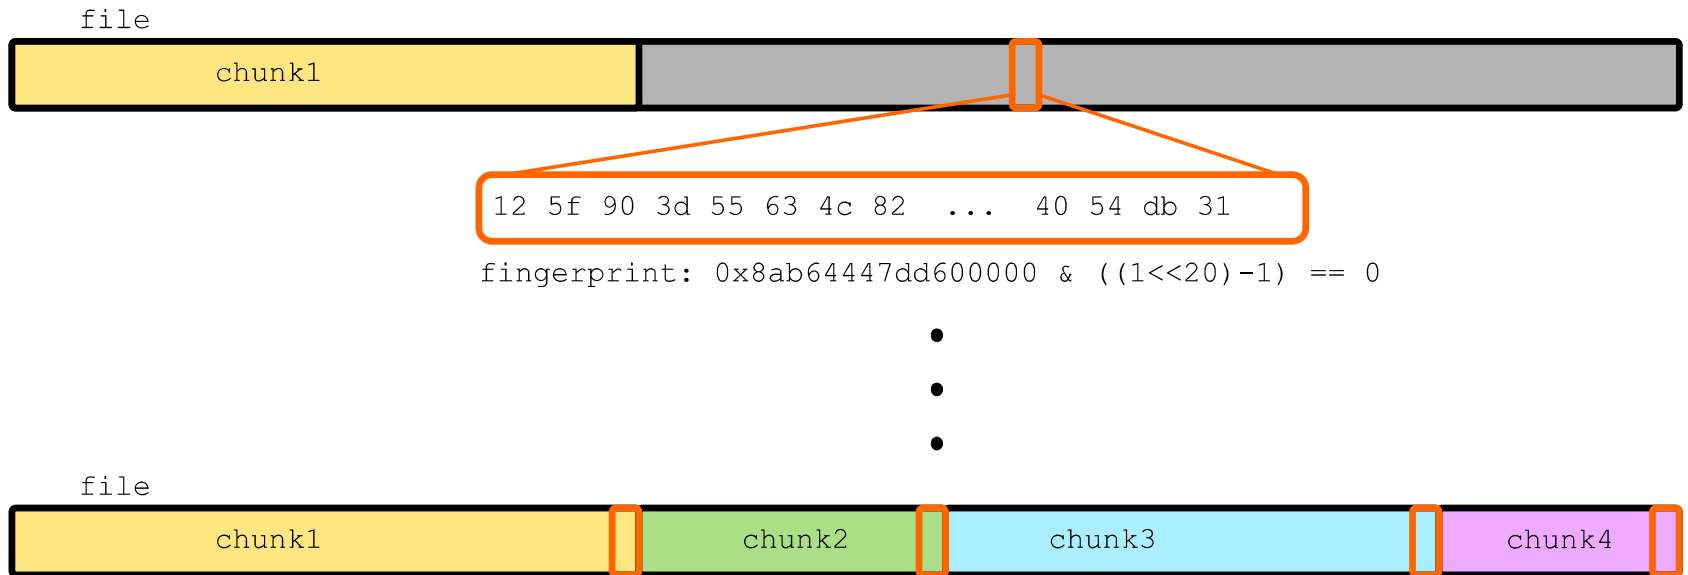 file
chunk1
12 5f 90 3d 55 63 4c 82 ... 40 54 db 31
fingerprint: 0x8ab64447dd600000 & ((1<<20)-1) == 0
file
chunk1 chunk2 chunk3 chunk4